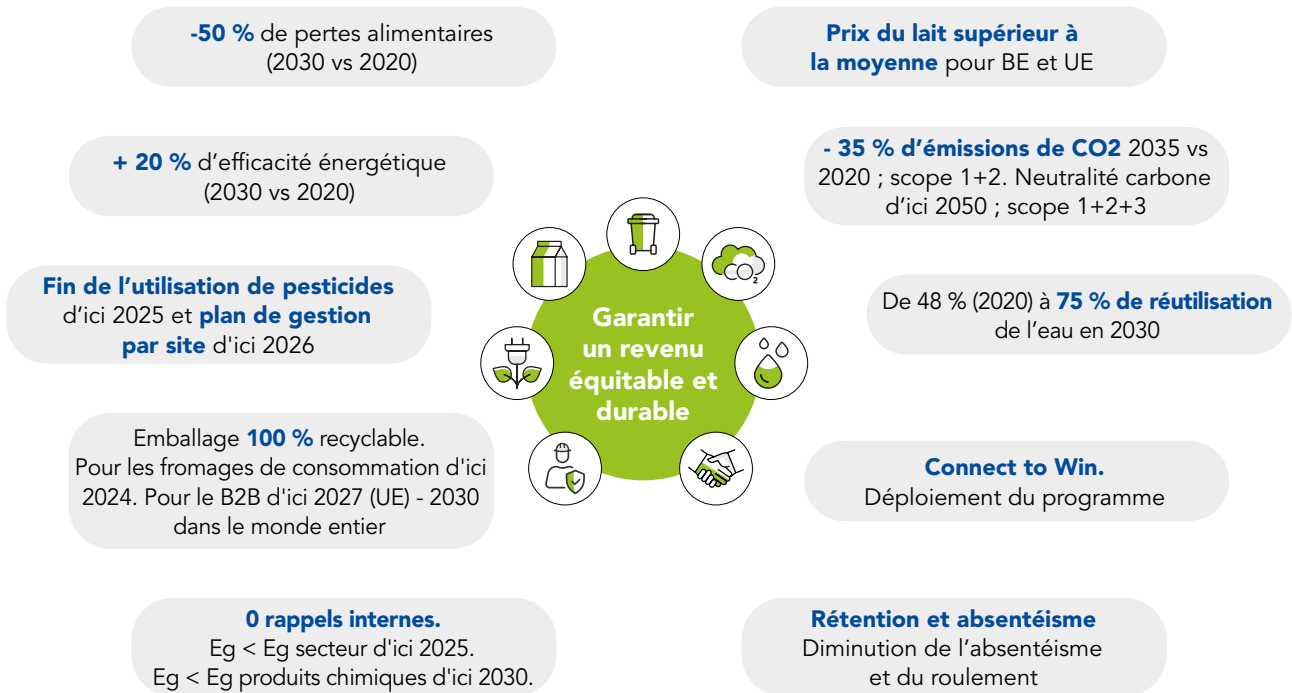 -50 % de pertes alimentaires
(2030 vs 2020)
Prix du lait supérieur à
la moyenne pour BE et UE
+ 20 % d’efficacité énergétique
(2030 vs 2020)
- 35 % d’émissions de CO2 2035 vs
2020 ; scope 1+2. Neutralité carbone
d’ici 2050 ; scope 1+2+3
Fin de l’utilisation de pesticides
d’ici 2025 et plan de gestion
par site d'ici 2026
Garantir
un revenu
équitable et
durable
2
De 48 % (2020) à 75 % de réutilisation
de l’eau en 2030
Emballage 100 % recyclable.
Pour les fromages de consommation d'ici
2024. Pour le B2B d'ici 2027 (UE) - 2030
dans le monde entier
Connect to Win.
Déploiement du programme
0 rappels internes.
Eg < Eg secteur d'ici 2025.
Eg < Eg produits chimiques d'ici 2030.
Rétention et absentéisme
Diminution de l’absentéisme
et du roulement